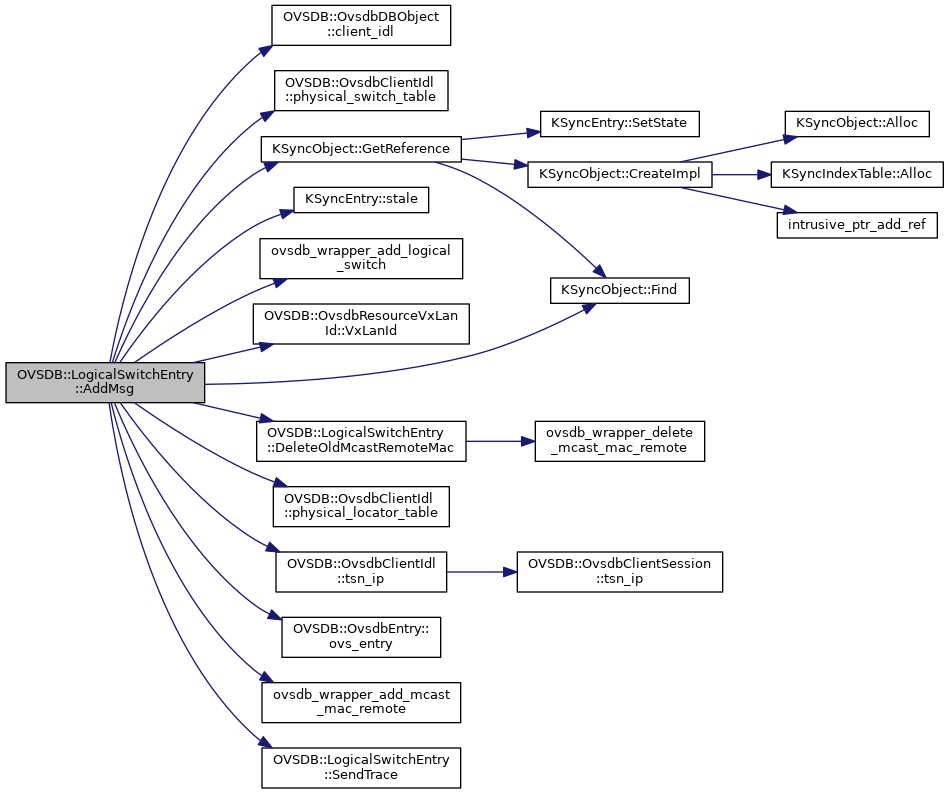 OVSDB::OvsdbDBObject
::client_idl
OVSDB::OvsdbClientIdl
::physical_switch_table
KSyncObject::GetReference
KSyncEntry::SetState
KSyncObject::Alloc
KSyncObject::CreateImpl
KSyncIndexTable::Alloc
KSyncEntry::stale
intrusive_ptr_add_ref
ovsdb_wrapper_add_logical
_switch
KSyncObject::Find
OVSDB::OvsdbResourceVxLan
Id::VxLanId
OVSDB::LogicalSwitchEntry
::AddMsg
OVSDB::LogicalSwitchEntry
::DeleteOldMcastRemoteMac
ovsdb_wrapper_delete
_mcast_mac_remote
OVSDB::OvsdbClientIdl
::physical_locator_table
OVSDB::OvsdbClientIdl
::tsn_ip
OVSDB::OvsdbClientSession
::tsn_ip
OVSDB::OvsdbEntry::
ovs_entry
ovsdb_wrapper_add_mcast
_mac_remote
OVSDB::LogicalSwitchEntry
::SendTrace